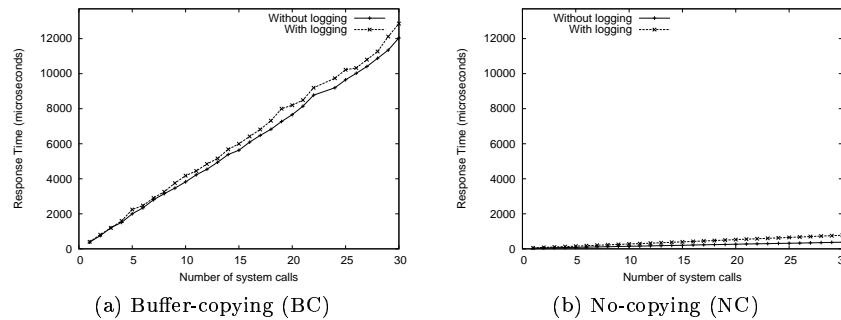 Without logging
With logging
12000
10000
8000
6000
4000
2000
0
Response Time (microseconds)
0 5 10 15 20 25 30
Number of system calls
(a) Buffer-copying (BC)
Without logging
With logging
12000
10000
8000
6000
4000
2000
0
Response Time (microseconds)
0 5 10 15 20 25 30
Number of system calls
(b) No-copying (NC)